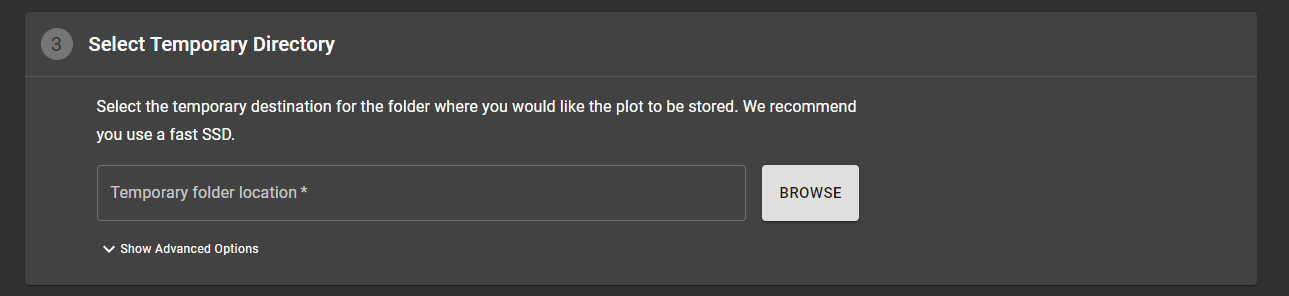 3 Select Temporary Directory
Select the temporary destination for the folder where you would like the plot to be stored. We recommend
you use a fast SSD.
Temporary folder location *
BROWSE
Show Advanced Options